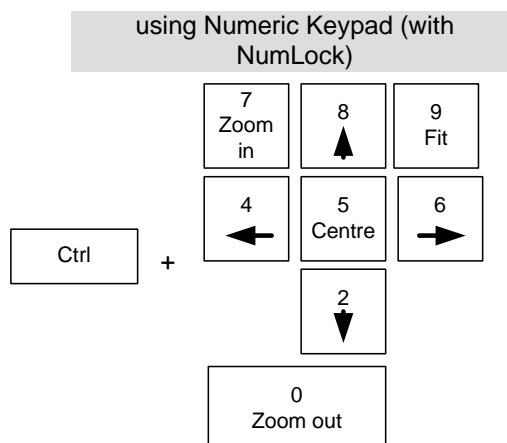 using Numeric Keypad (with
NumLock)
7
Zoom
in
8
9
Fit
4
5
Centre
6
Ctrl
+
2
0
Zoom out